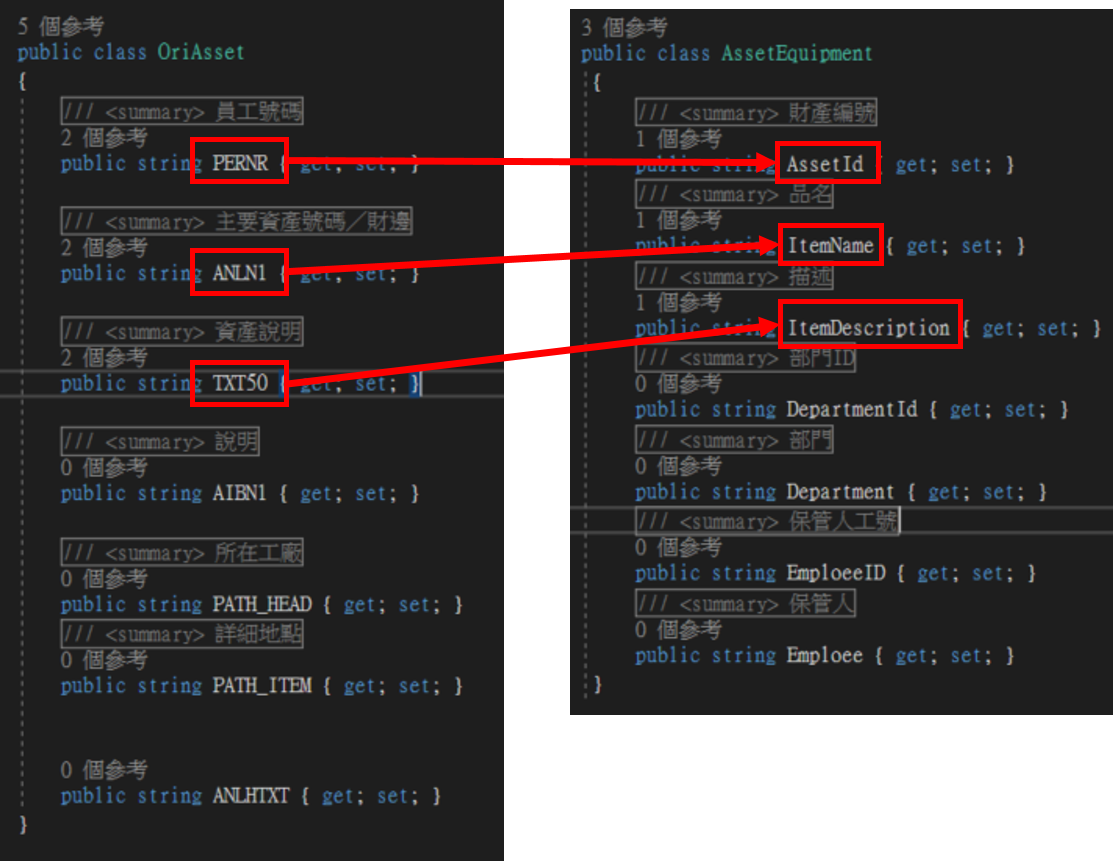 5 個參考
public class OriAsset
{
/// <summary> 員工號碼
2 個參考
public string PERNR { get; set; }
/// <summary> 主要資產號碼／財邊
2 個參考
public string ANLN1 { get; set; }
/// <summary> 資產說明
2 個參考
public string TXT50 { get; set; }
/// <summary> 說明
0 個參考
public string AIBN1 { get; set; }
/// <summary> 所在工廠
0 個參考
public string PATH_HEAD { get; set; }
/// <summary> 詳細地點
0 個參考
public string PATH_ITEM { get; set; }
0 個參考
public string ANLHTXT { get; set; }
}
3 個參考
public class AssetEquipment
{
/// <summary> 財產編號
1 個參考
public string AssetId { get; set; }
/// <summary> 品名
1 個參考
public string ItemName { get; set; }
/// <summary> 描述
1 個參考
public string ItemDescription { get; set; }
/// <summary> 部門ID
0 個參考
public string DepartmentId { get; set; }
/// <summary> 部門
0 個參考
public string Department { get; set; }
/// <summary> 保管人工號
0 個參考
public string EmploeeID { get; set; }
/// <summary> 保管人
0 個參考
public string Emploee { get; set; }
}